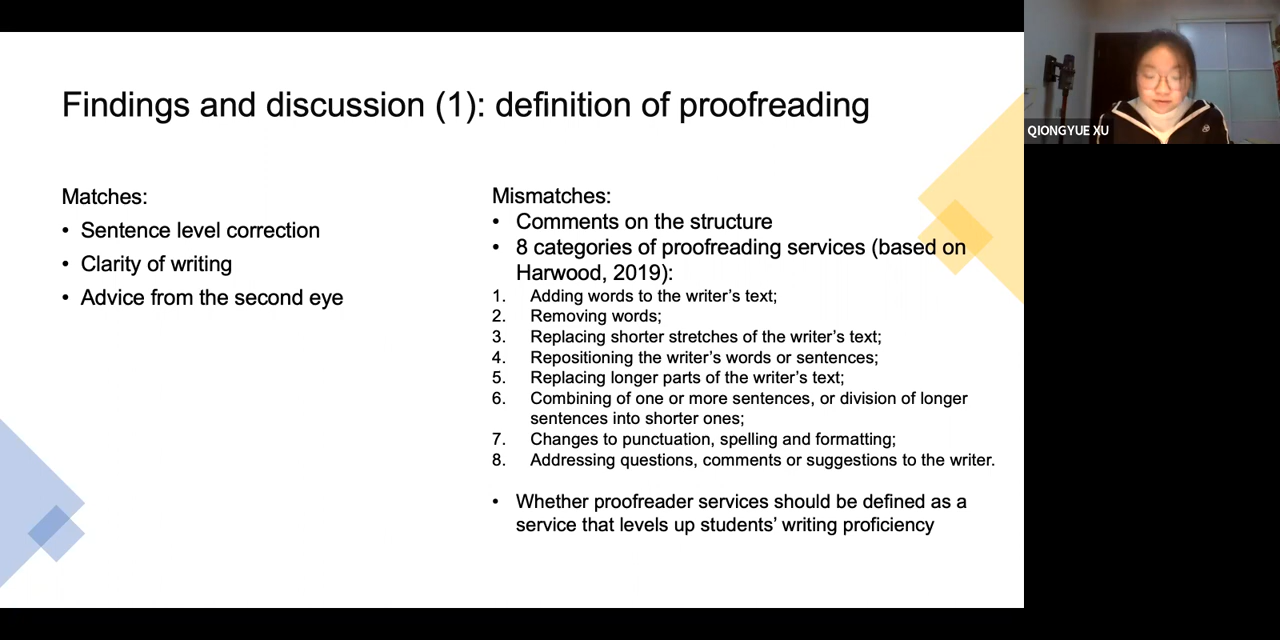 Findings and discussion (1): definition of proofreading
Matches:
• Sentence level correction
• Clarity of writing
• Advice from the second eye
Mismatches:
• Comments on the structure
• 8 categories of proofreading services (based on
Harwood, 2019):
1. Adding words to the writer's text;
2. Removing words;
3. Replacing shorter stretches of the writer's text;
4. Repositioning the writer's words or sentences;
5. Replacing longer parts of the writer's text;
6. Combining of one or more sentences, or division of longer
sentences into shorter ones;
7. Changes to punctuation, spelling and formatting;
8. Addressing questions, comments or suggestions to the writer.
• Whether proofreader services should be defined as a
service that levels up students' writing proficiency
QIONGYUE XU